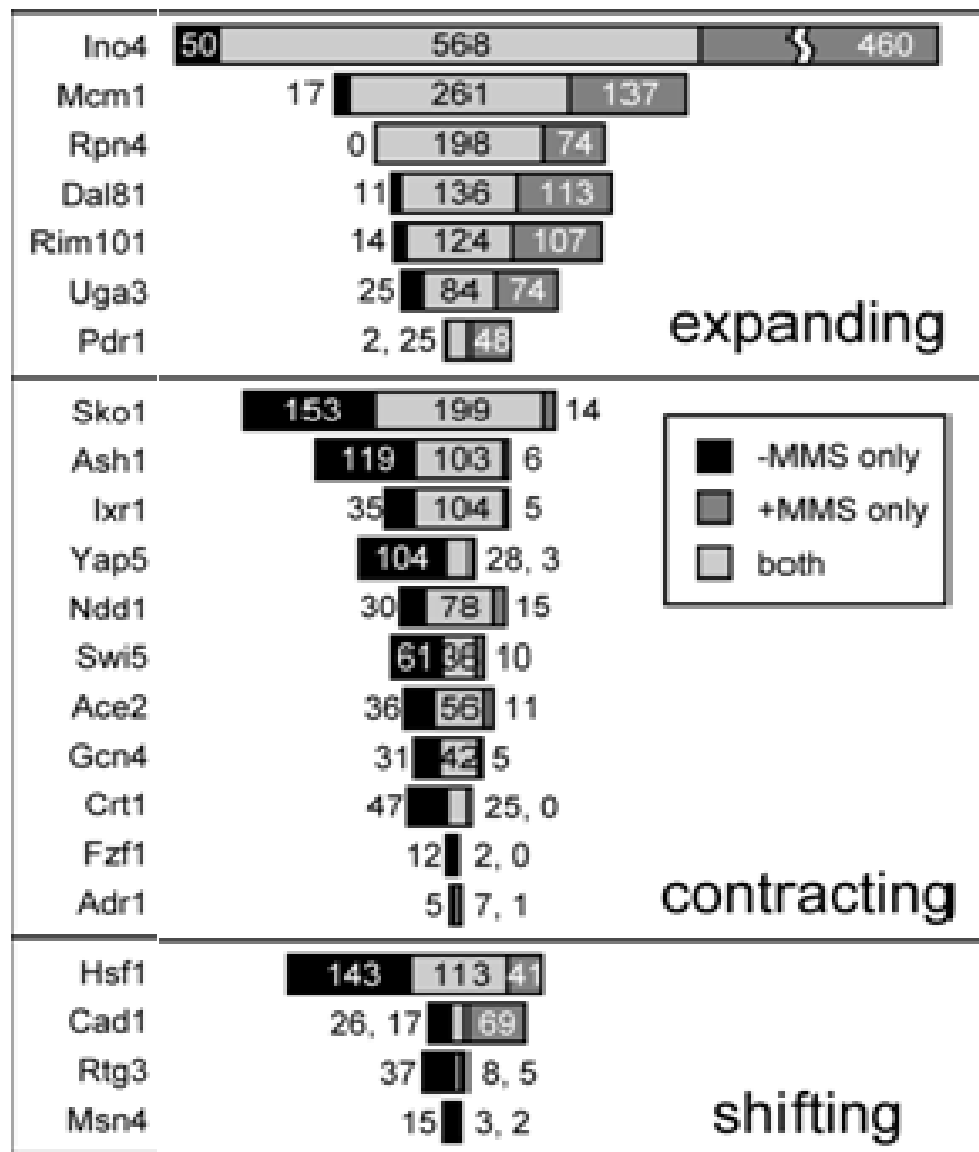 Ino4 50 568 460
Mcm1 17 261 137
Rpn4 0 198 74
Dal81 11 136 113
Rim101 14 124 107
Uga3 25 84 74
Pdr1 2, 25 48
expanding
Sko1 153 199 14
Ash1 119 103 6
Ixr1 35 104 5
Yap5 104 28, 3
Ndd1 30 78 15
Swi5 61 36 10
Ace2 36 56 11
Gcn4 31 42 5
Crt1 47 25, 0
Fzf1 12 2, 0
Adr1 5 7, 1
-MMS only
+MMS only
both
contracting
Hsf1 143 113 41
Cad1 26, 17 69
Rtg3 37 8, 5
Msn4 15 3, 2
shifting